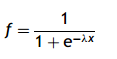 f = 1 / (1 + e^{-λx})